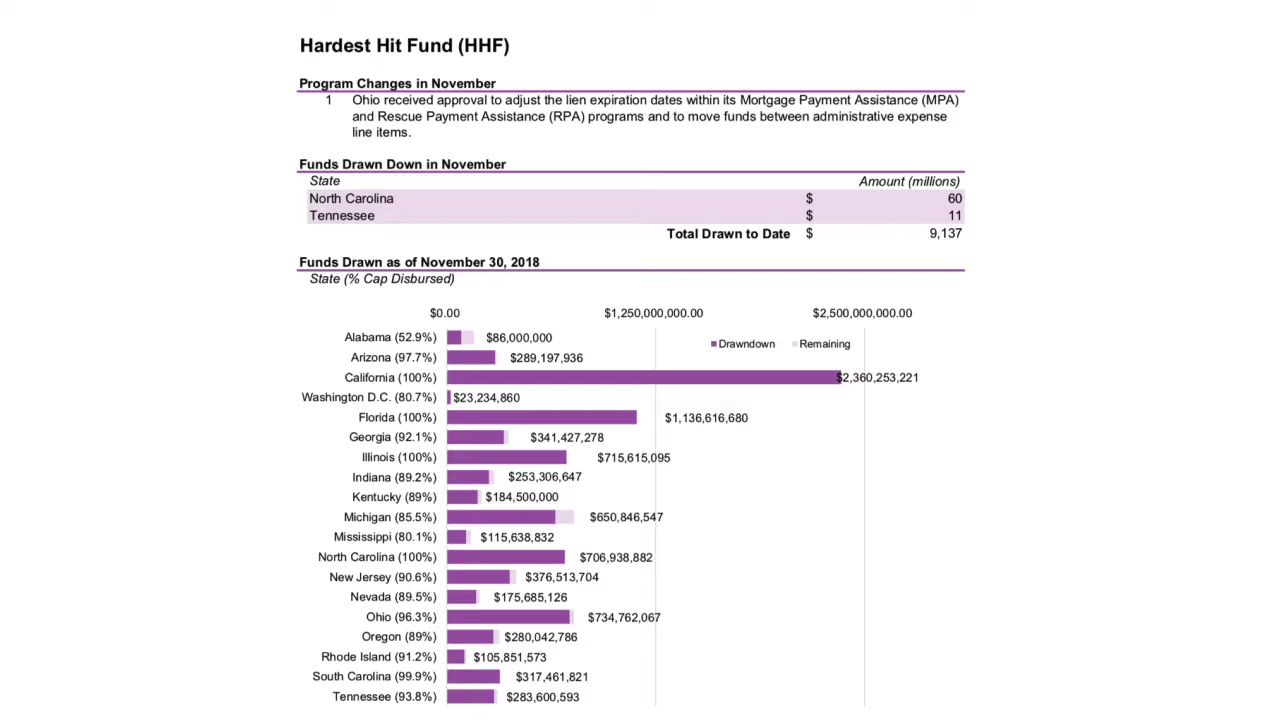 Hardest Hit Fund (HHF)
Program Changes in November
1 Ohio received approval to adjust the lien expiration dates within its Mortgage Payment Assistance (MPA)
and Rescue Payment Assistance (RPA) programs and to move funds between administrative expense
line items.
Funds Drawn Down in November
State Amount (millions)
North Carolina $ 60
Tennessee $ 11
Total Drawn to Date $ 9,137
Funds Drawn as of November 30, 2018
State (% Cap Disbursed)
$0.00 $1,250,000,000.00 $2,500,000,000.00
Alabama (52.9%) $86,000,000
Drawndown Remaining
Arizona (97.7%) $289,197,936
California (100%) $2,360,253,221
Washington D.C. (80.7%) $23,234,860
Florida (100%) $1,136,616,680
Georgia (92.1%) $341,427,278
Illinois (100%) $715,615,095
Indiana (89.2%) $253,306,647
Kentucky (89%) $184,500,000
Michigan (85.5%) $650,846,547
Mississippi (80.1%) $115,638,832
North Carolina (100%) $706,938,882
New Jersey (90.6%) $376,513,704
Nevada (89.5%) $175,685,126
Ohio (96.3%) $734,762,067
Oregon (89%) $280,042,786
Rhode Island (91.2%) $105,851,573
South Carolina (99.9%) $317,461,821
Tennessee (93.8%) $283,600,593